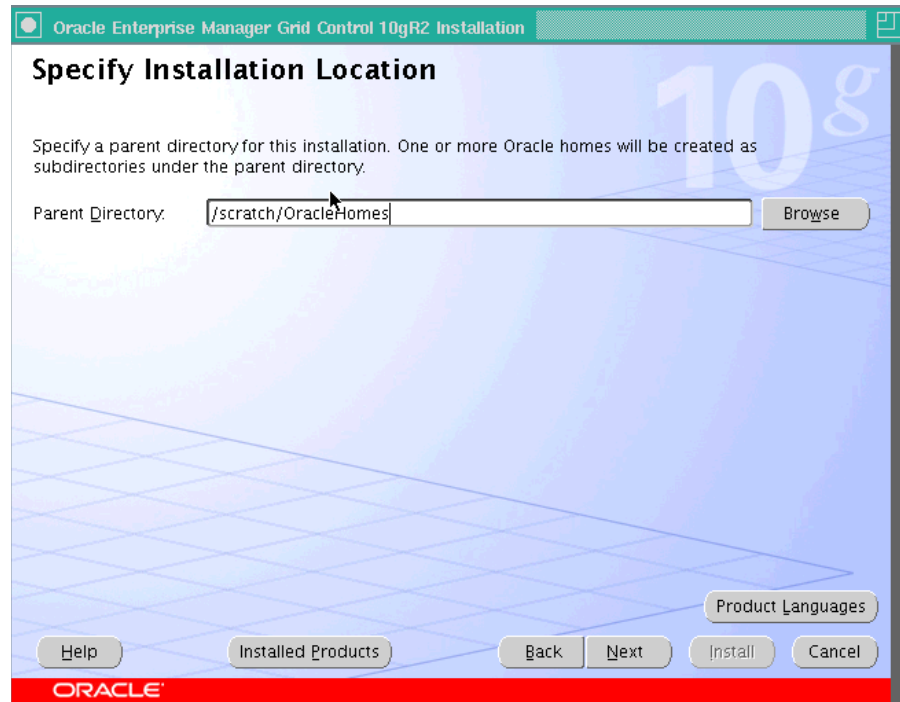 Oracle Enterprise Manager Grid Control 10gR2 Installation
Specify Installation Location
10g
Specify a parent directory for this installation. One or more Oracle homes will be created as
subdirectories under the parent directory.
Parent Directory: /scratch/OracleHomes Browse
Product Languages
Help Installed Products Back Next Install Cancel
ORACLE